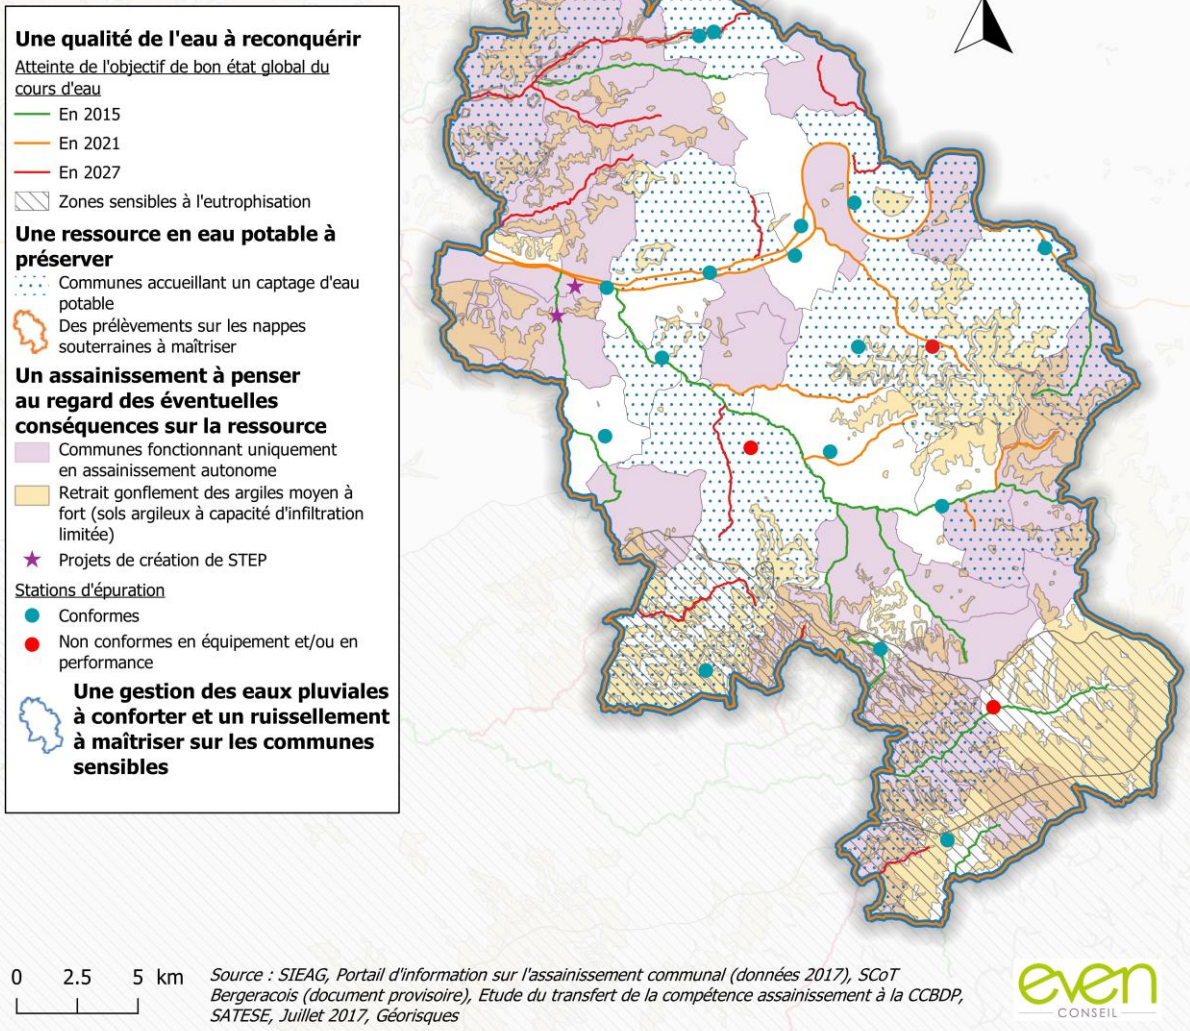 Une qualité de l'eau à reconquérir
Atteinte de l'objectif de bon état global du
cours d'eau
En 2015
En 2021
En 2027
Zones sensibles à l'eutrophisation
Une ressource en eau potable à
préserver
Communes accueillant un captage d'eau
potable
Des prélèvements sur les nappes
souterraines à maîtriser
Un assainissement à penser
au regard des éventuelles
conséquences sur la ressource
Communes fonctionnant uniquement
en assainissement autonome
Retrait gonflement des argiles moyen à
fort (sols argileux à capacité d'infiltration
limitée)
Projets de création de STEP
Stations d'épuration
Conformes
Non conformes en équipement et/ou en
performance
Une gestion des eaux pluviales
à conforter et un ruissellement
à maîtriser sur les communes
sensibles
0 2.5 5 km
Source : SIEAG, Portail d'information sur l'assainissement communal (données 2017), SCoT
Bergeracois (document provisoire), Etude du transfert de la compétence assainissement à la CCBDP,
SATESE, Juillet 2017, Géorisques
even
CONSEIL